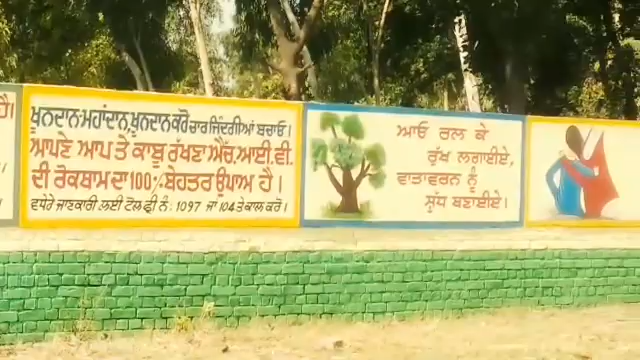 ਖੂਨਦਾਨ ਮਹਾਂਦਾਨ, ਖੂਨਦਾਨ ਕਰੋ ਚਾਰ ਜਿੰਦਗੀਆਂ ਬਚਾਓ।
ਆਪਣੇ ਆਪ ਤੇ ਕਾਬੂ ਰੱਖਣਾ ਐਚ.ਆਈ.ਵੀ.
ਦੀ ਰੋਕਥਾਮ ਦਾ 100% ਬੇਹਤਰ ਉਪਾਅ ਹੈ।
ਵਧੇਰੇ ਜਾਣਕਾਰੀ ਲਈ ਟੋਲ ਫ੍ਰੀ ਨੰ: 1097 ਜਾਂ 104 ਤੇ ਕਾਲ ਕਰੋ।
ਆਓ ਰਲ ਕੇ
ਰੁੱਖ ਲਗਾਈਏ,
ਵਾਤਾਵਰਨ ਨੂੰ
ਸ਼ੁੱਧ ਬਣਾਈਏ।